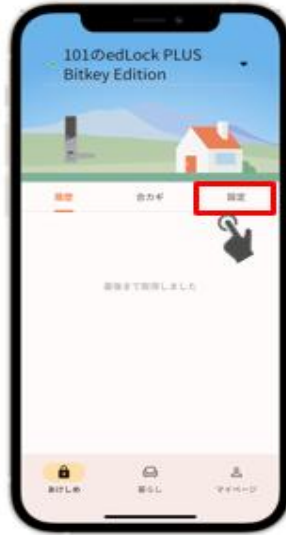 101のedLock PLUS
Bitkey Edition
履歴
合カギ
設定
最後まで取得しました
あけしめ
暮らし
マイページ